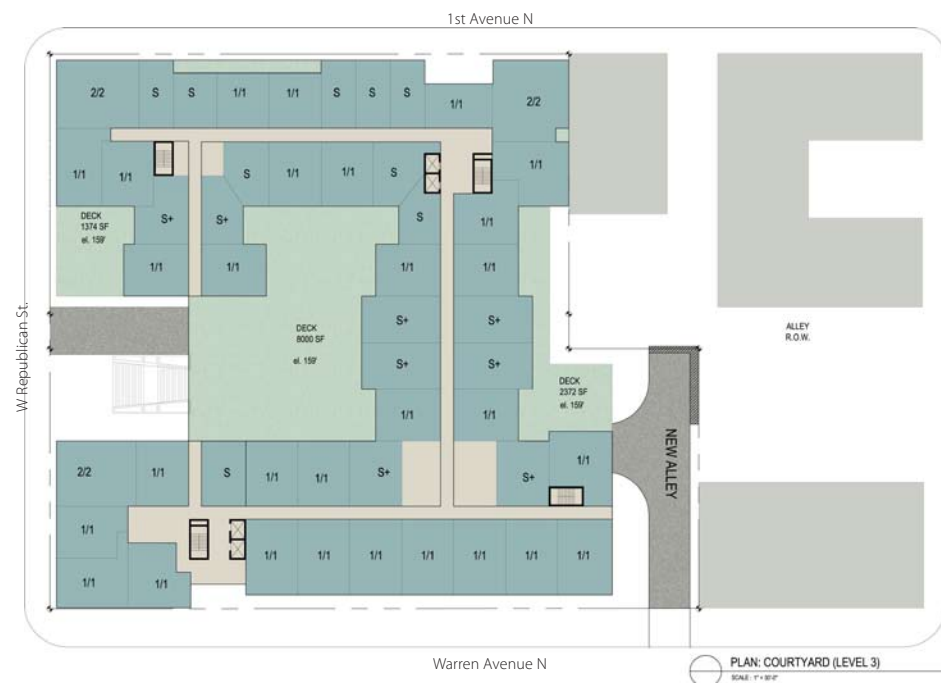 1st Avenue N
2/2
S
S
1/1
1/1
S
S
S
1/1
2/2
1/1
1/1
S
1/1
1/1
S
1/1
DECK
1374 SF
el. 159'
S+
S+
S
1/1
1/1
1/1
1/1
1/1
W Republican St.
DECK
8000 SF
el. 159'
S+
S+
ALLEY
R.O.W.
S+
S+
1/1
1/1
DECK
2372 SF
el. 159'
NEW ALLEY
2/2
1/1
S
1/1
1/1
S+
S+
1/1
1/1
1/1
1/1
1/1
1/1
1/1
1/1
1/1
1/1
1/1
Warren Avenue N
PLAN: COURTYARD (LEVEL 3)
SCALE: 1" = 30'-0"